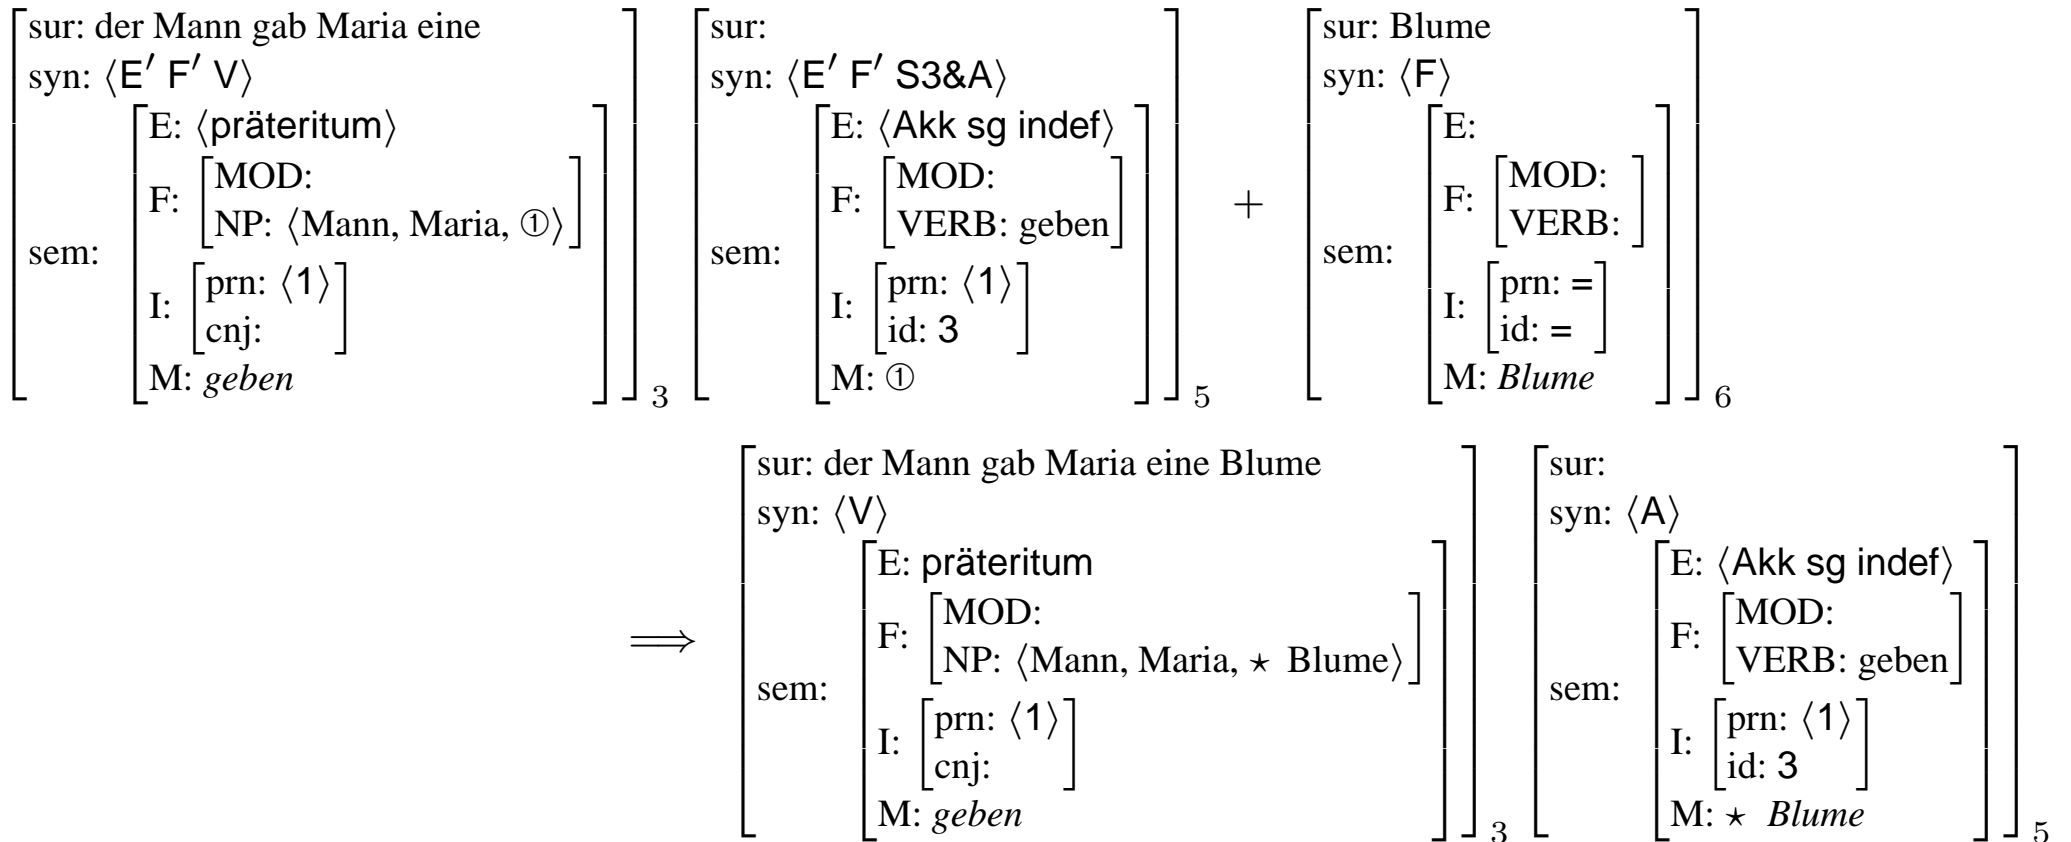 sur: der Mann gab Maria eine
syn: ⟨E′ F′ V⟩
sem:
E: ⟨präteritum⟩
F:
MOD:
NP: ⟨Mann, Maria, ①⟩
I:
prn: ⟨1⟩
cnj:
M: geben
3
sur:
syn: ⟨E′ F′ S3&A⟩
sem:
E: ⟨Akk sg indef⟩
F:
MOD:
VERB: geben
I:
prn: ⟨1⟩
id: 3
M: ①
5
+
sur: Blume
syn: ⟨F⟩
sem:
E:
F:
MOD:
VERB:
I:
prn: =
id: =
M: Blume
6
⟹
sur: der Mann gab Maria eine Blume
syn: ⟨V⟩
sem:
E: präteritum
F:
MOD:
NP: ⟨Mann, Maria, ⋆ Blume⟩
I:
prn: ⟨1⟩
cnj:
M: geben
3
sur:
syn: ⟨A⟩
sem:
E: ⟨Akk sg indef⟩
F:
MOD:
VERB: geben
I:
prn: ⟨1⟩
id: 3
M: ⋆ Blume
5